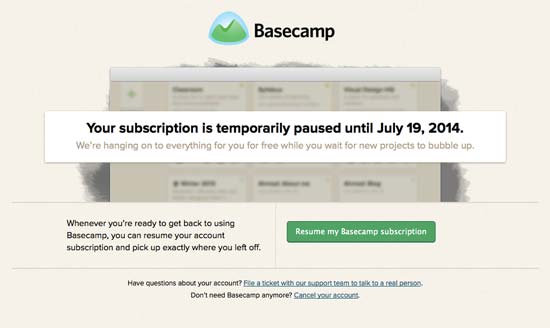 Basecamp
Classroom
Syllabus
Your subscription is temporarily paused until July 19, 2014.
We're hanging on to everything for you for free while you wait for new projects to bubble up.
Whenever you're ready to get back to using
Basecamp, you can resume your account
subscription and pick up exactly where you left off.
Resume my Basecamp subscription
Have questions about your account? File a ticket with our support team to talk to a real person.
Don't need Basecamp anymore? Cancel your account.